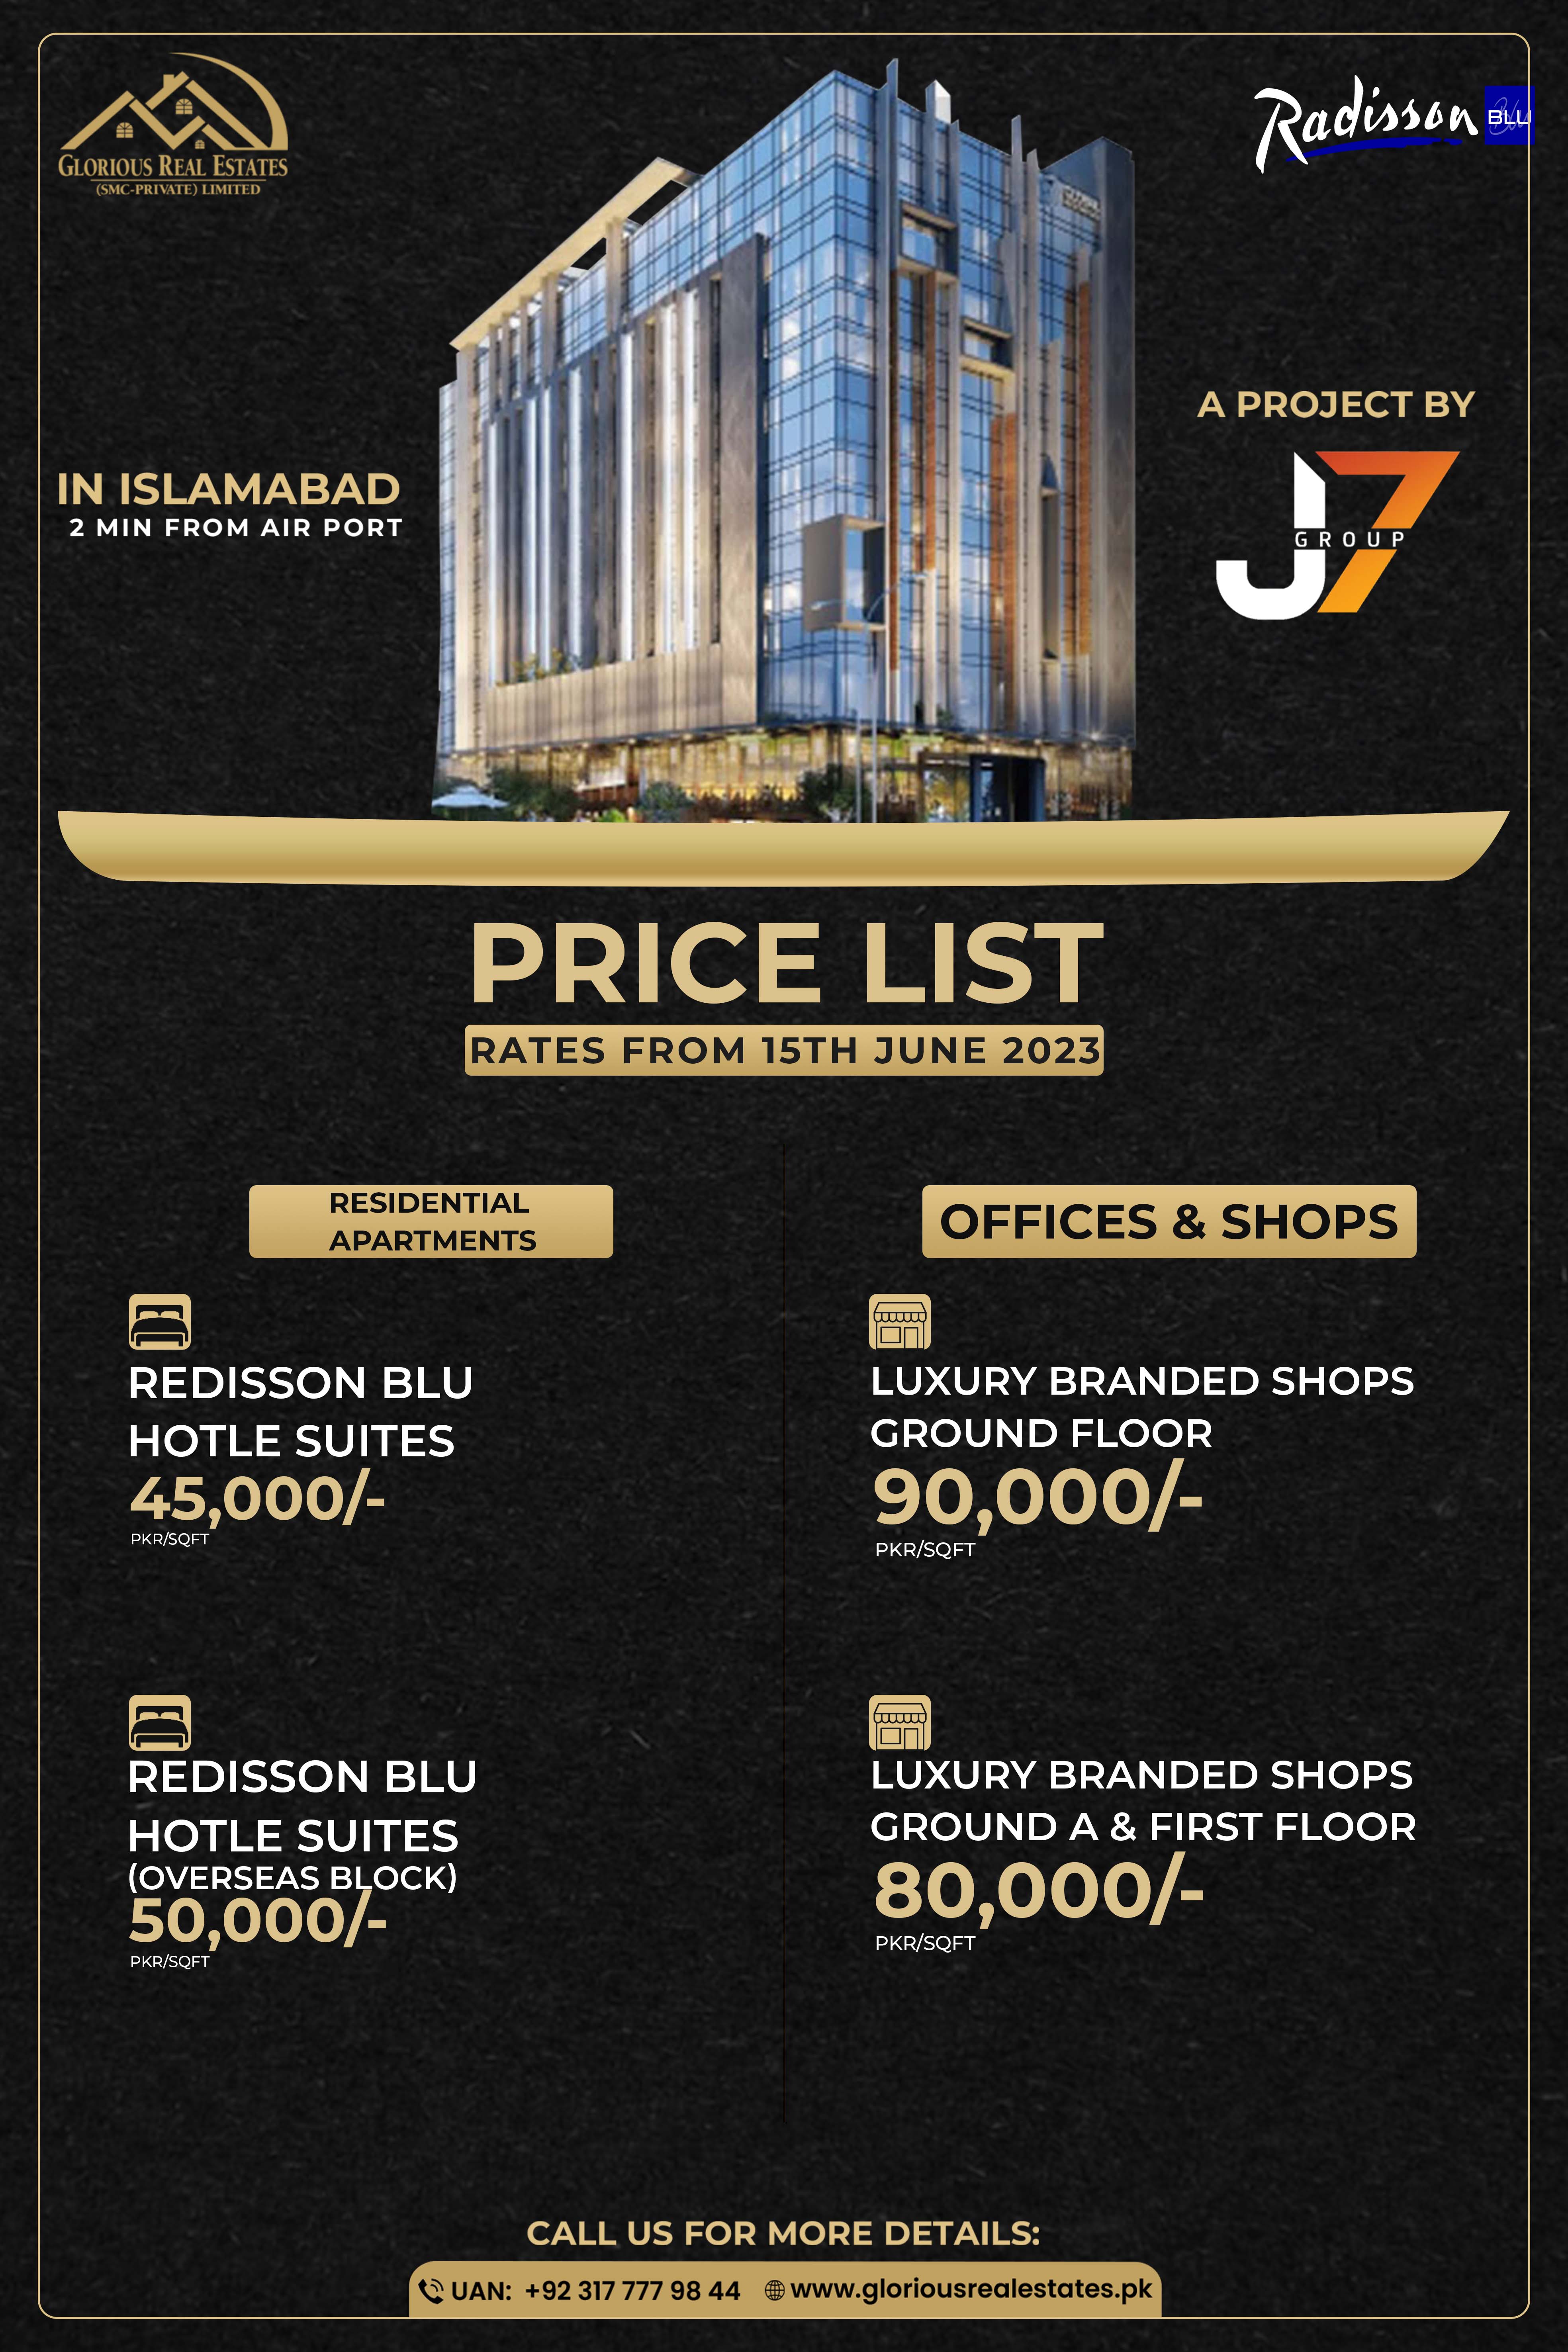 GLORIOUS REAL ESTATES
(SMC-PRIVATE) LIMITED
Radisson BLU
A PROJECT BY
J7
GROUP
IN ISLAMABAD
2 MIN FROM AIR PORT
PRICE LIST
RATES FROM 15TH JUNE 2023
RESIDENTIAL
APARTMENTS
REDISSON BLU
HOTLE SUITES
45,000/-
PKR/SQFT
REDISSON BLU
HOTLE SUITES
(OVERSEAS BLOCK)
50,000/-
PKR/SQFT
OFFICES & SHOPS
LUXURY BRANDED SHOPS
GROUND FLOOR
90,000/-
PKR/SQFT
LUXURY BRANDED SHOPS
GROUND A & FIRST FLOOR
80,000/-
PKR/SQFT
CALL US FOR MORE DETAILS:
UAN: +92 317 777 98 44 www.gloriousrealestates.pk